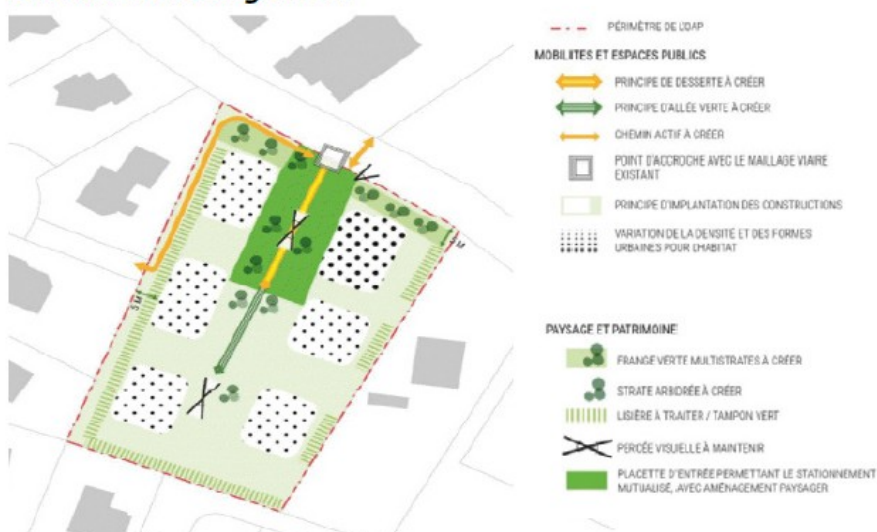 PÉRIMÈTRE DE L'OAP
MOBILITES ET ESPACES PUBLICS
PRINCIPE DE DESSERTE À CRÉER
PRINCIPE D'ALLÉE VERTE À CRÉER
CHEMIN ACTIF À CRÉER
POINT D'ACCROCHE AVEC LE MAILLAGE VIAIRE
EXISTANT
PRINCIPE D'IMPLANTATION DES CONSTRUCTIONS
VARIATION DE LA DENSITÉ ET DES FORMES
URBAINES POUR L'HABITAT
5 M
5 M
PAYSAGE ET PATRIMOINE
FRANGE VERTE MULTISTRATES À CRÉER
STRATE ARBORÉE À CRÉER
LISIÈRE À TRAITER / TAMPON VERT
PERCÉE VISUELLE À MAINTENIR
PLACETTE D'ENTRÉE PERMETTANT LE STATIONNEMENT
MUTUALISÉ, AVEC AMÉNAGEMENT PAYSAGER